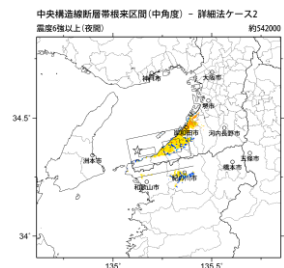 中央構造線断層帯根来区間(中角度) − 詳細法ケース2
震度6強以上(夜間) 約542000
神戸市 大阪市
堺市
34.5˚
岸和田市 河内長野市
洲本市 五條市
橋本市
和歌山市
34˚
135˚ 135.5˚